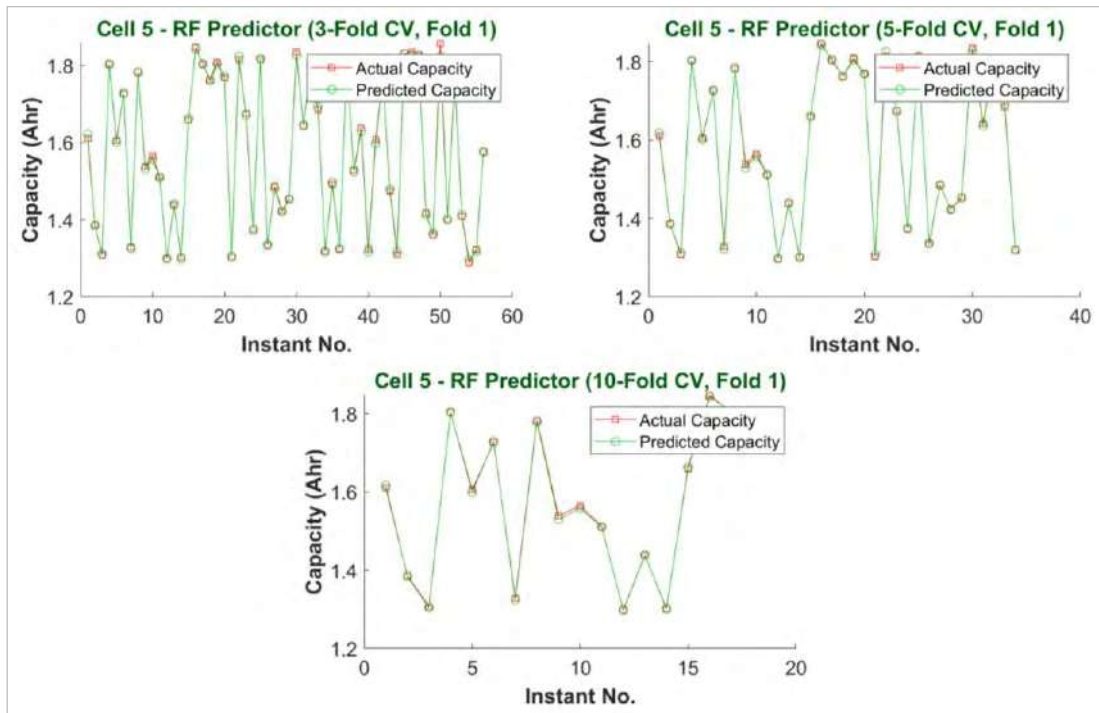 Cell 5 - RF Predictor (3-Fold CV, Fold 1)
Capacity (Ahr)
1.8
1.6
1.4
1.2
Actual Capacity
Predicted Capacity
0 10 20 30 40 50 60
Instant No.
Cell 5 - RF Predictor (5-Fold CV, Fold 1)
Capacity (Ahr)
1.8
1.6
1.4
1.2
Actual Capacity
Predicted Capacity
0 10 20 30 40
Instant No.
Cell 5 - RF Predictor (10-Fold CV, Fold 1)
Capacity (Ahr)
1.8
1.6
1.4
1.2
Actual Capacity
Predicted Capacity
0 5 10 15 20
Instant No.